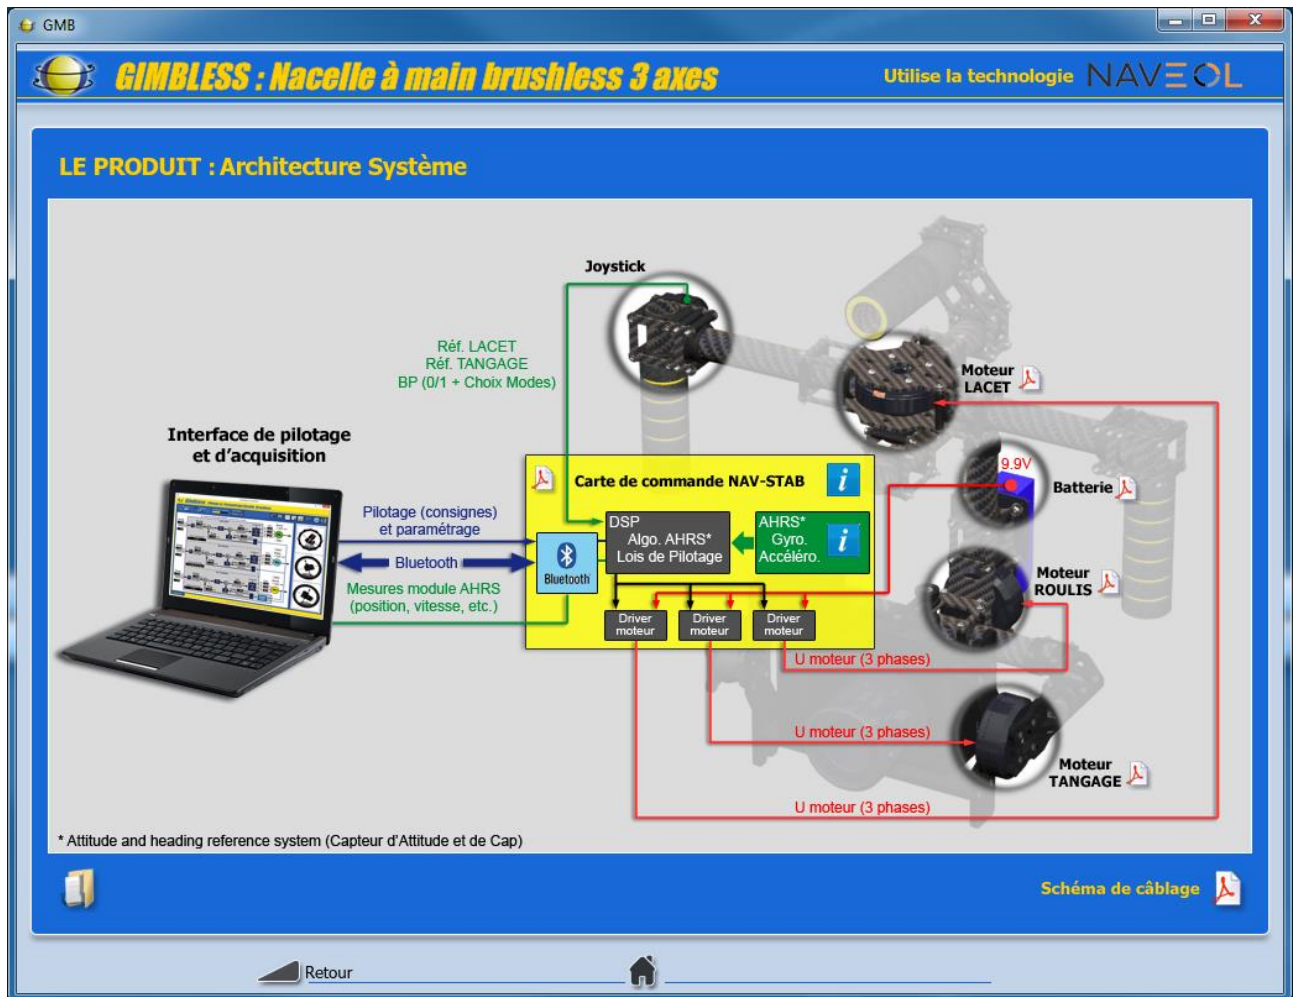 GMB
GIMBLESS : Nacelle à main brushless 3 axes
Utilise la technologie NAVEOL
LE PRODUIT : Architecture Système
Joystick
Réf. LACET
Réf. TANGAGE
BP (0/1 + Choix Modes)
Moteur
LACET
Interface de pilotage
et d'acquisition
9.9V
Batterie
Carte de commande NAV-STAB
i
Pilotage (consignes)
et paramétrage
DSP
Algo. AHRS*
Lois de Pilotage
AHRS*
Gyro.
Accéléro.
i
Bluetooth
Bluetooth
Mesures module AHRS
(position, vitesse, etc.)
Moteur
ROULIS
Driver
moteur
Driver
moteur
Driver
moteur
U moteur (3 phases)
U moteur (3 phases)
Moteur
TANGAGE
U moteur (3 phases)
* Attitude and heading reference system (Capteur d'Attitude et de Cap)
Schéma de câblage
Retour